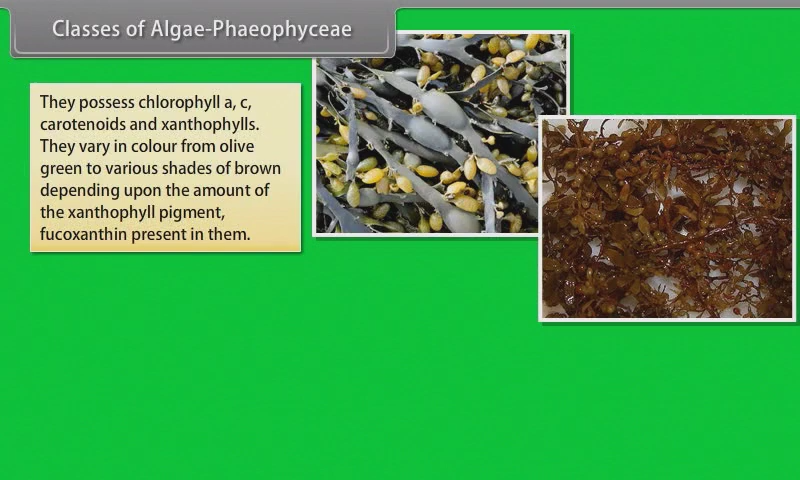 Classes of Algae-Phaeophyceae
They possess chlorophyll a, c,
carotenoids and xanthophylls.
They vary in colour from olive
green to various shades of brown
depending upon the amount of
the xanthophyll pigment,
fucoxanthin present in them.